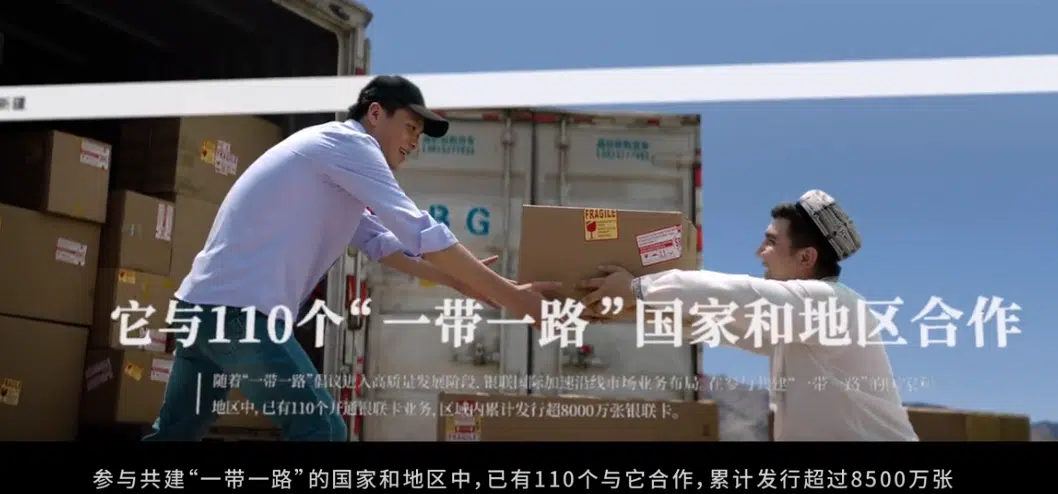 新疆
BG
FRAGILE
它与110个“一带一路”国家和地区合作
随着“一带一路”倡议进入高质量发展阶段,银联国际加速沿线市场业务布局,在参与共建“一带一路”的国家和
地区中,已有110个开通银联卡业务,区域内累计发行超8000万张银联卡。
参与共建“一带一路”的国家和地区中,已有110个与它合作,累计发行超过8500万张